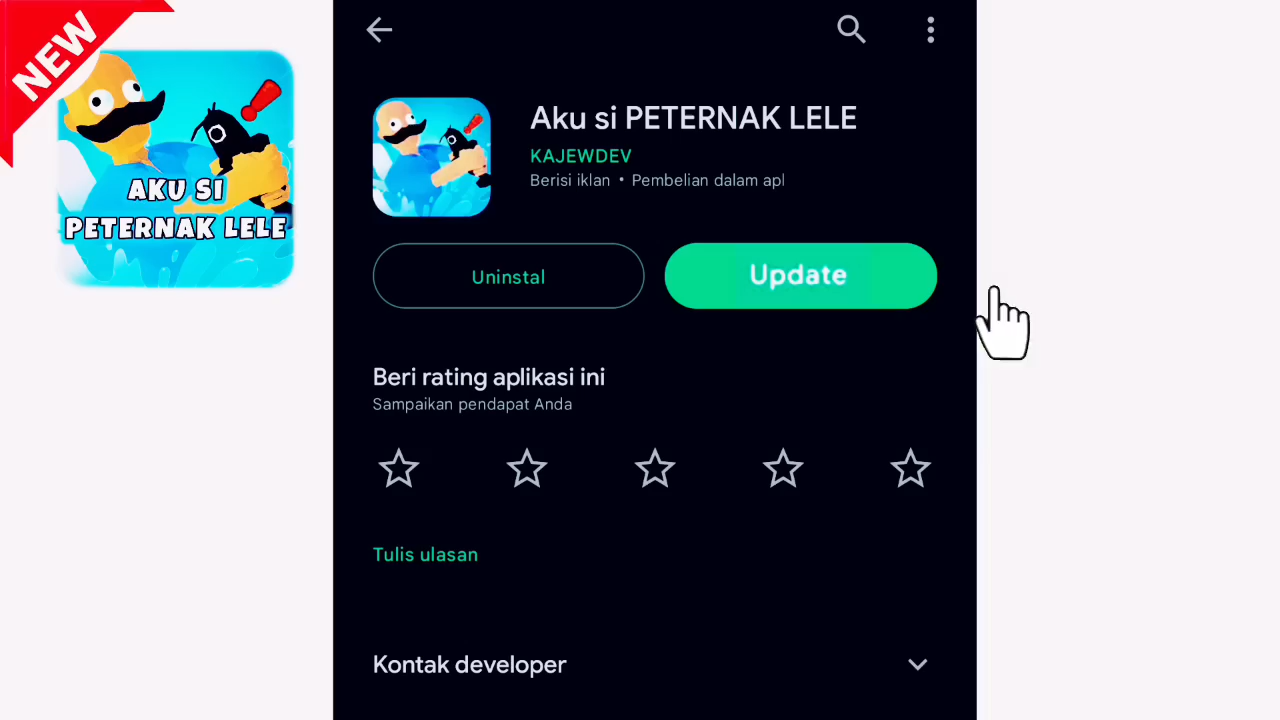 NEW
AKU SI
PETERNAK LELE
Aku si PETERNAK LELE
KAJEWDEV
Berisi iklan • Pembelian dalam apl
Uninstal
Update
Beri rating aplikasi ini
Sampaikan pendapat Anda
Tulis ulasan
Kontak developer